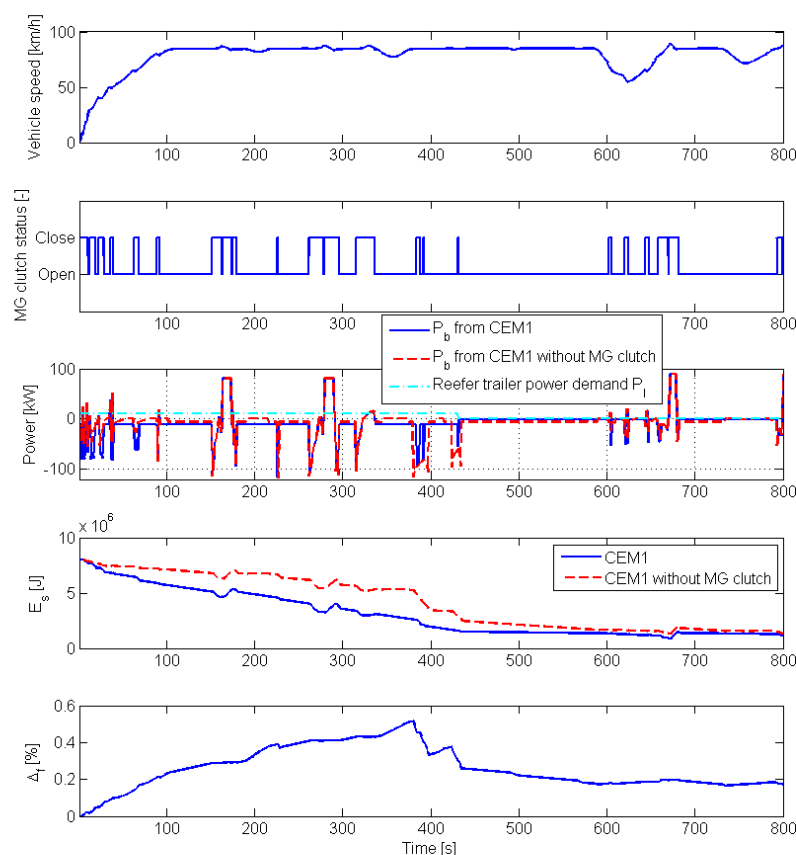 100
50
0
Vehicle speed [km/h]
100 200 300 400 500 600 700 800
Close
Open
MG clutch status [-]
100 200 300 400 500 600 700 800
P_b from CEM1
P_b from CEM1 without MG clutch
Reefer trailer power demand P_l
100
0
-100
Power [kW]
100 200 300 400 500 600 700 800
x 10^6
10
5
0
E_s [J]
CEM1
CEM1 without MG clutch
100 200 300 400 500 600 700 800
0.6
0.4
0.2
0
Δ_f [%]
100 200 300 400 500 600 700 800
Time [s]